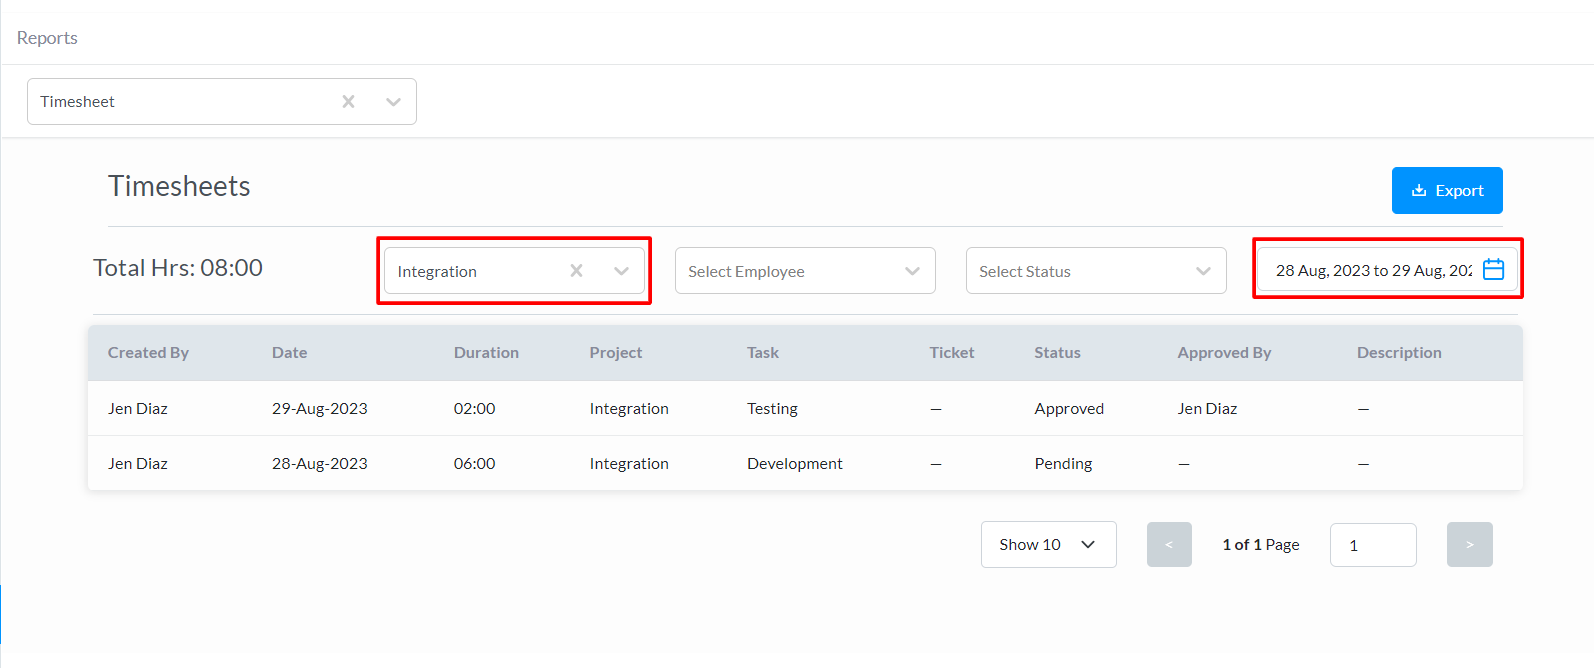 Reports
Timesheet
Timesheets
Export
Total Hrs: 08:00
Integration
Select Employee
Select Status
28 Aug, 2023 to 29 Aug, 202
Created By Date Duration Project Task Ticket Status Approved By Description
Jen Diaz 29-Aug-2023 02:00 Integration Testing — Approved Jen Diaz —
Jen Diaz 28-Aug-2023 06:00 Integration Development — Pending — —
Show 10 < 1 of 1 Page 1 >